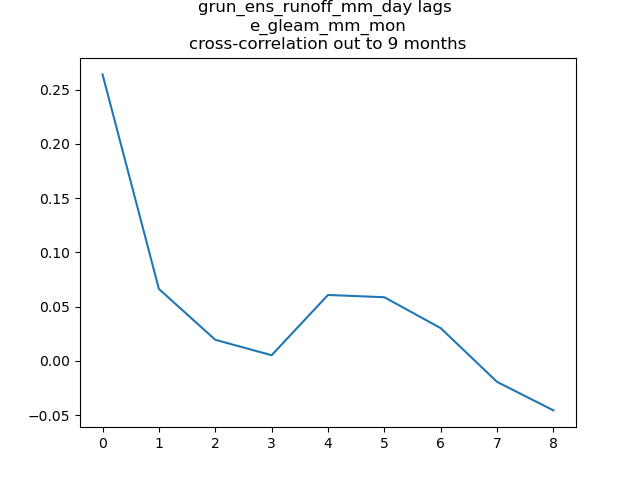 grun_ens_runoff_mm_day lags
e_gleam_mm_mon
cross-correlation out to 9 months
0.25
0.20
0.15
0.10
0.05
0.00
−0.05
0 1 2 3 4 5 6 7 8